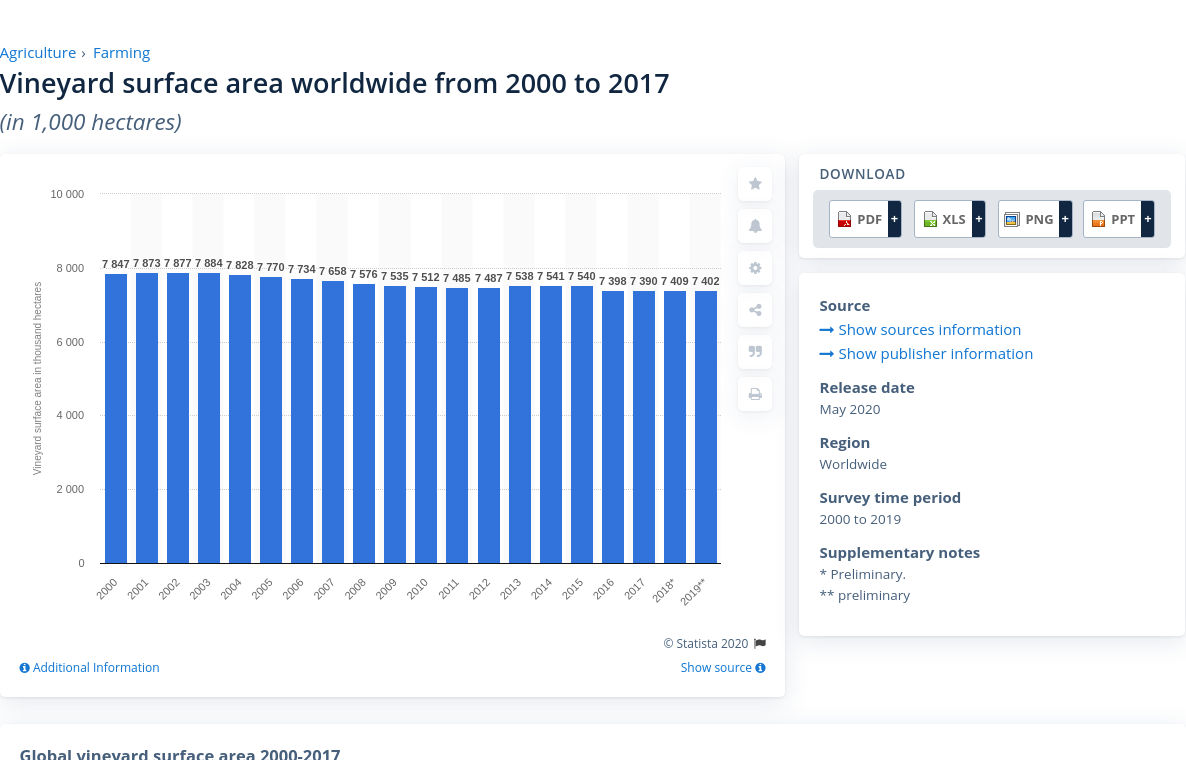 Agriculture › Farming
Vineyard surface area worldwide from 2000 to 2017
(in 1,000 hectares)
Vineyard surface area in thousand hectares
10 000
8 000
6 000
4 000
2 000
0
7 847 7 873 7 877 7 884 7 828 7 770 7 734 7 658 7 576 7 535 7 512 7 485 7 487 7 538 7 541 7 540 7 398 7 390 7 409 7 402
2000 2001 2002 2003 2004 2005 2006 2007 2008 2009 2010 2011 2012 2013 2014 2015 2016 2017 2018* 2019**
© Statista 2020
Additional Information
Show source
DOWNLOAD
PDF + XLS + PNG + PPT +
Source
Show sources information
Show publisher information
Release date
May 2020
Region
Worldwide
Survey time period
2000 to 2019
Supplementary notes
* Preliminary.
** preliminary
Global vineyard surface area 2000-2017